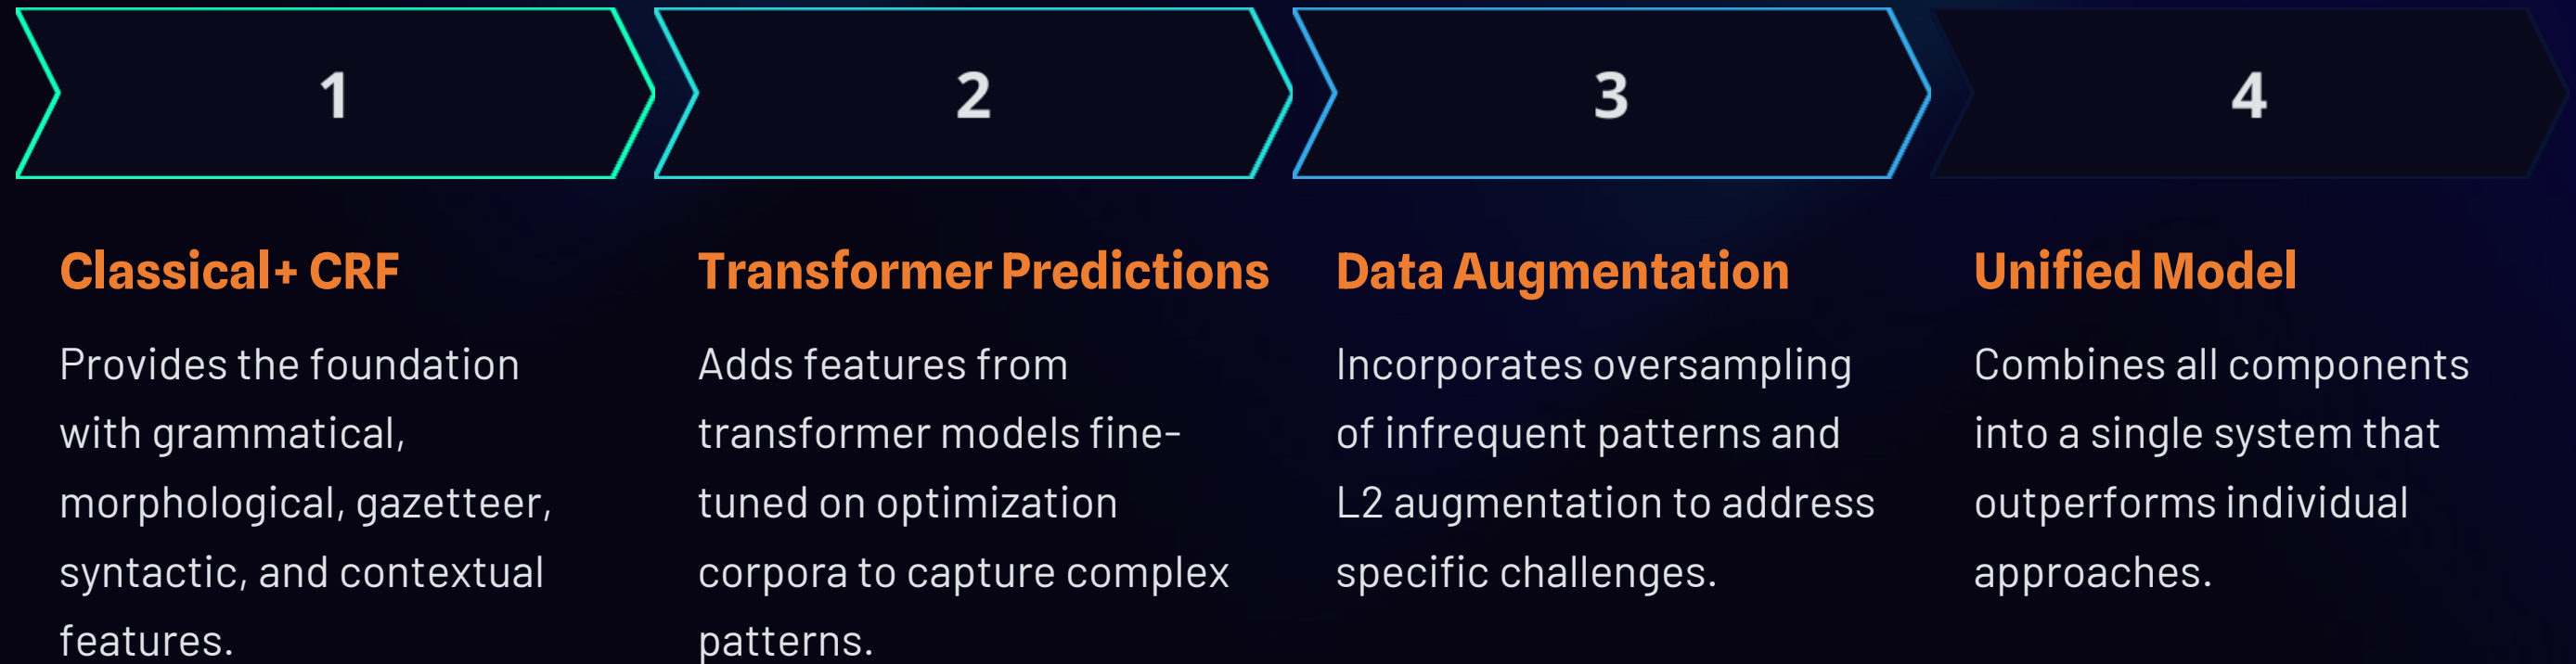 1
2
3
4
Classical+ CRF
Provides the foundation
with grammatical,
morphological, gazetteer,
syntactic, and contextual
features.
Transformer Predictions
Adds features from
transformer models fine-
tuned on optimization
corpora to capture complex
patterns.
Data Augmentation
Incorporates oversampling
of infrequent patterns and
L2 augmentation to address
specific challenges.
Unified Model
Combines all components
into a single system that
outperforms individual
approaches.